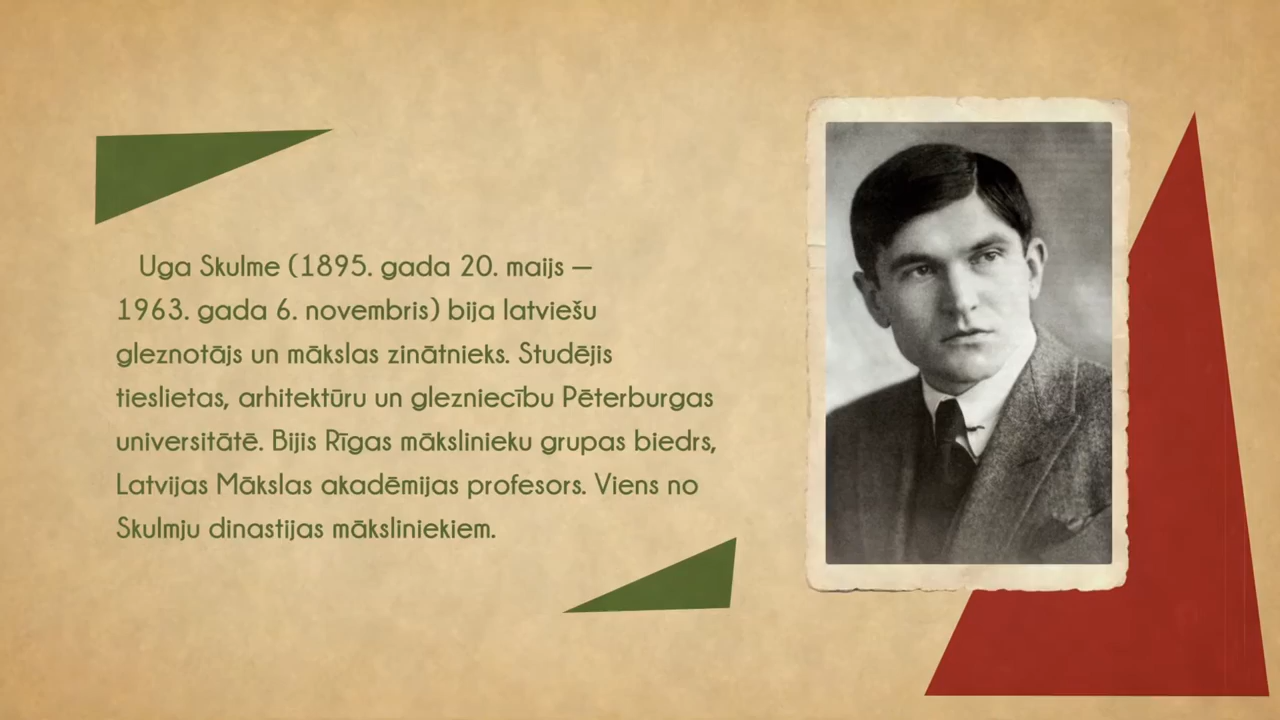 Uga Skulme (1895. gada 20. maijs –
1963. gada 6. novembris) bija latviešu
gleznotājs un mākslas zinātnieks. Studējis
tieslietas, arhitektūru un glezniecību Pēterburgas
universitātē. Bijis Rīgas mākslinieku grupas biedrs,
Latvijas Mākslas akadēmijas profesors. Viens no
Skulmju dinastijas māksliniekiem.